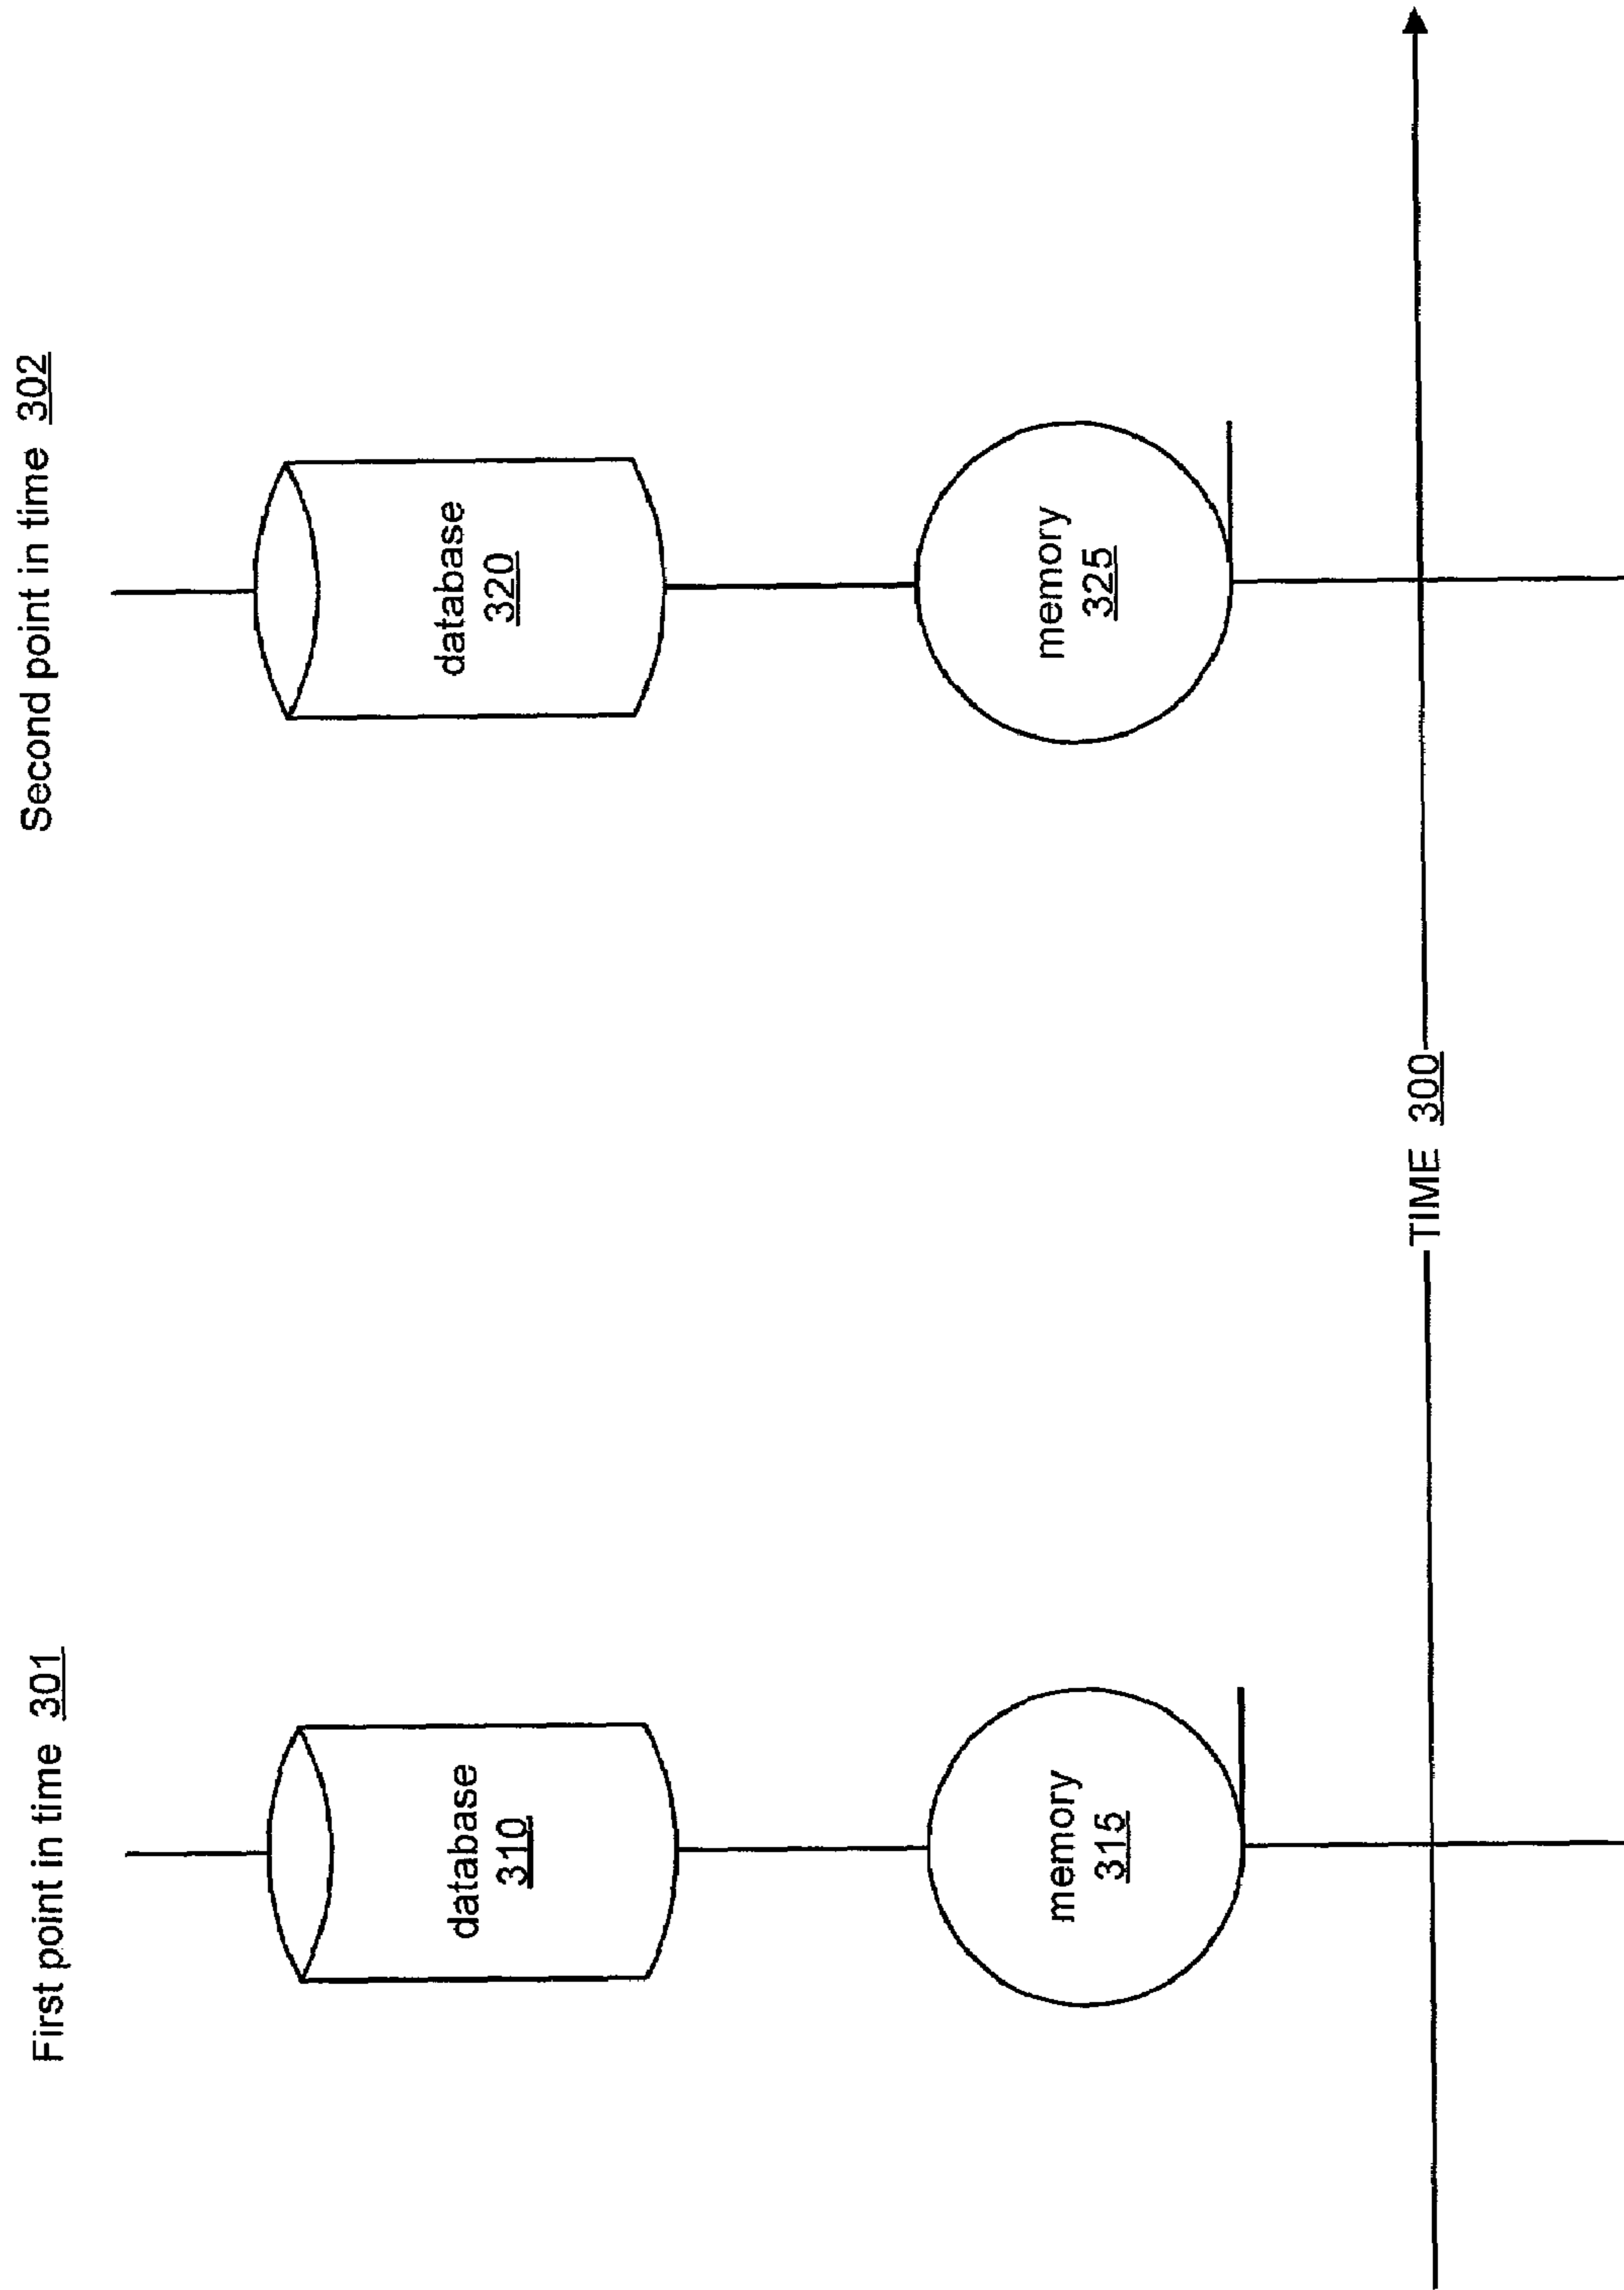 First point in time 301
Second point in time 302
database
310
database
320
memory
315
memory
325
TIME 300